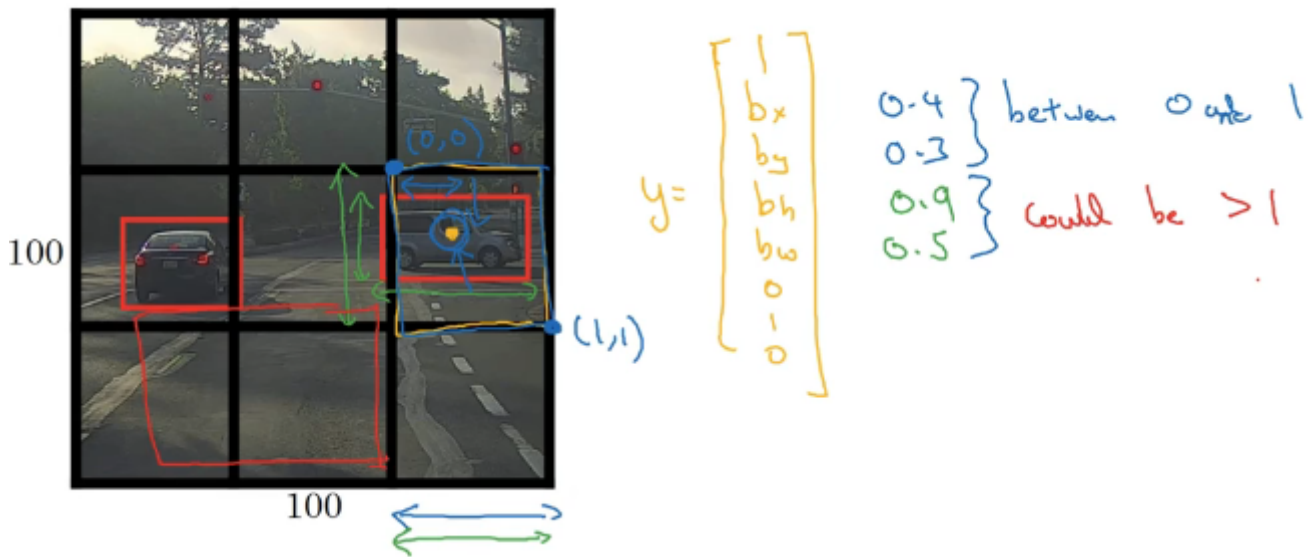 (0,0)
100
(1,1)
100
y=
1
bx
by
bh
bw
0
1
0
0.4
0.3
between 0 and 1
0.9
0.5
could be >1